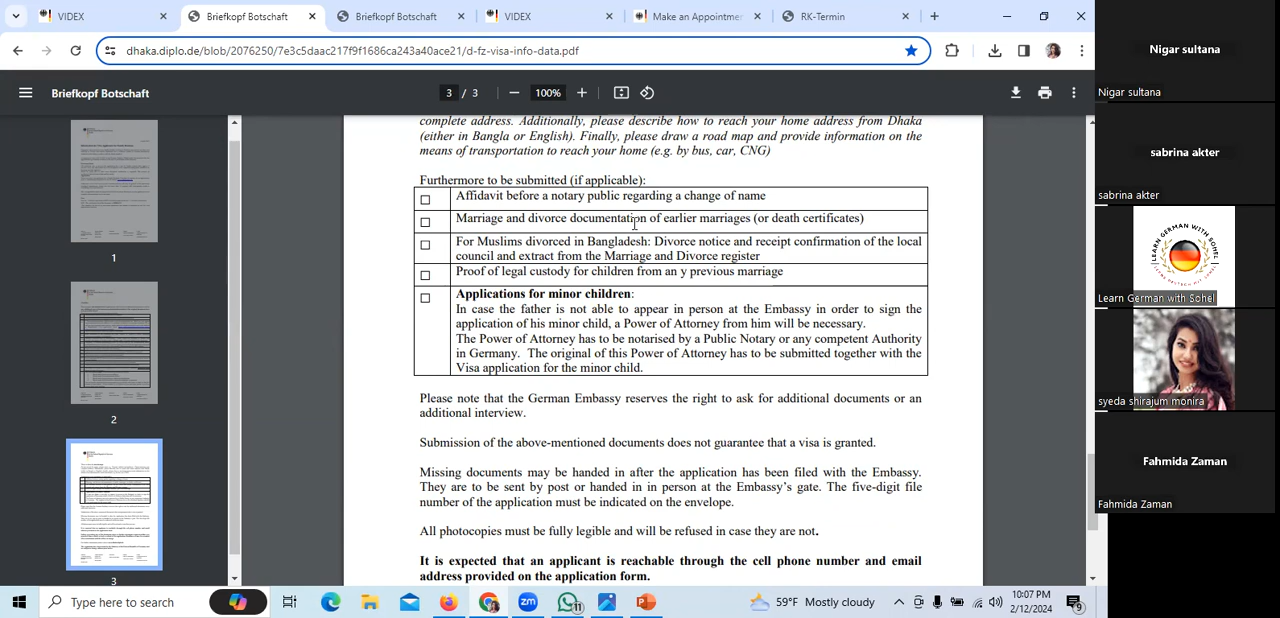 VIDEX
Briefkopf Botschaft
Briefkopf Botschaft
VIDEX
Make an Appointmen
RK-Termin
dhaka.diplo.de/blob/2076250/7e3c5daac217f9f1686ca243a40ace21/d-fz-visa-info-data.pdf
Briefkopf Botschaft
3 / 3
100%
1
2
3
complete address. Additionally, please describe how to reach your home address from Dhaka
(either in Bangla or English). Finally, please draw a road map and provide information on the
means of transportation to reach your home (e.g. by bus, car, CNG)
Furthermore to be submitted (if applicable):
Affidavit before notary public regarding a change of name
Marriage and divorce documentation of earlier marriages (or death certificates)
For Muslims divorced in Bangladesh: Divorce notice and receipt confirmation of the local
council and extract from the Marriage and Divorce register
Proof of legal custody for children from an y previous marriage
Applications for minor children:
In case the father is not able to appear in person at the Embassy in order to sign the
application of his minor child, a Power of Attorney from him will be necessary.
The Power of Attorney has to be notarised by a Public Notary or any competent Authority
in Germany. The original of this Power of Attorney has to be submitted together with the
Visa application for the minor child.
Please note that the German Embassy reserves the right to ask for additional documents or an
additional interview.
Submission of the above-mentioned documents does not guarantee that a visa is granted.
Missing documents may be handed in after the application has been filed with the Embassy.
They are to be sent by post or handed in in person at the Embassy's gate. The five-digit file
number of the application must be indicated on the envelope.
All photocopies must be fully legible and will be refused in case they are not.
It is expected that an applicant is reachable through the cell phone number and email
address provided on the application form.
Nigar sultana
Nigar sultana
sabrina akter
sabrina akter
LEARN GERMAN WITH SOHEL
Learn German with Sohel
syeda shirajum monira
Fahmida Zaman
Fahmida Zaman
Type here to search
zm
11
59°F Mostly cloudy
10:07 PM
2/12/2024
9